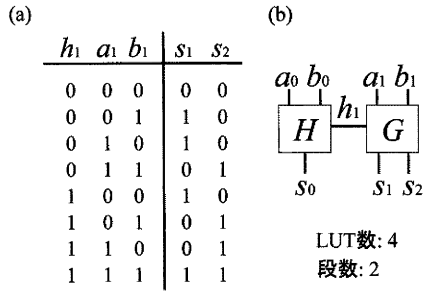 (a)
h₁ a₁ b₁ s₁ s₂
0 0 0 0 0
0 0 1 1 0
0 1 0 1 0
0 1 1 0 1
1 0 0 1 0
1 0 1 0 1
1 1 0 0 1
1 1 1 1 1
(b)
a₀ b₀ a₁ b₁
H h₁ G
s₀ s₁ s₂
LUT数: 4
段数: 2